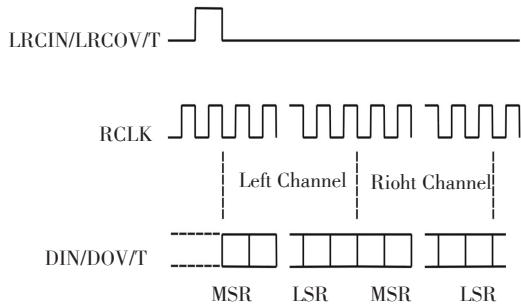 LRCIN/LRCOV/T
RCLK
Left Channel Rioht Channel
DIN/DOV/T
MSR LSR MSR LSR